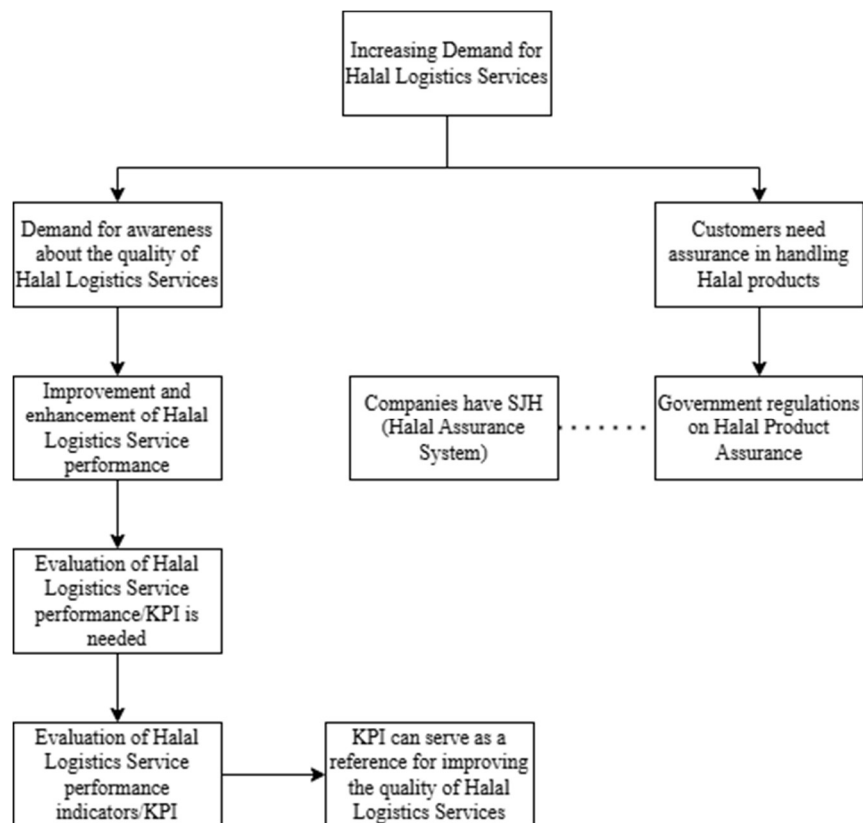 Increasing Demand for
Halal Logistics Services
Demand for awareness
about the quality of
Halal Logistics Services
Customers need
assurance in handling
Halal products
Improvement and
enhancement of Halal
Logistics Service
performance
Companies have SJH
(Halal Assurance
System)
Government regulations
on Halal Product
Assurance
Evaluation of Halal
Logistics Service
performance/KPI is
needed
Evaluation of Halal
Logistics Service
performance
indicators/KPI
KPI can serve as a
reference for improving
the quality of Halal
Logistics Services